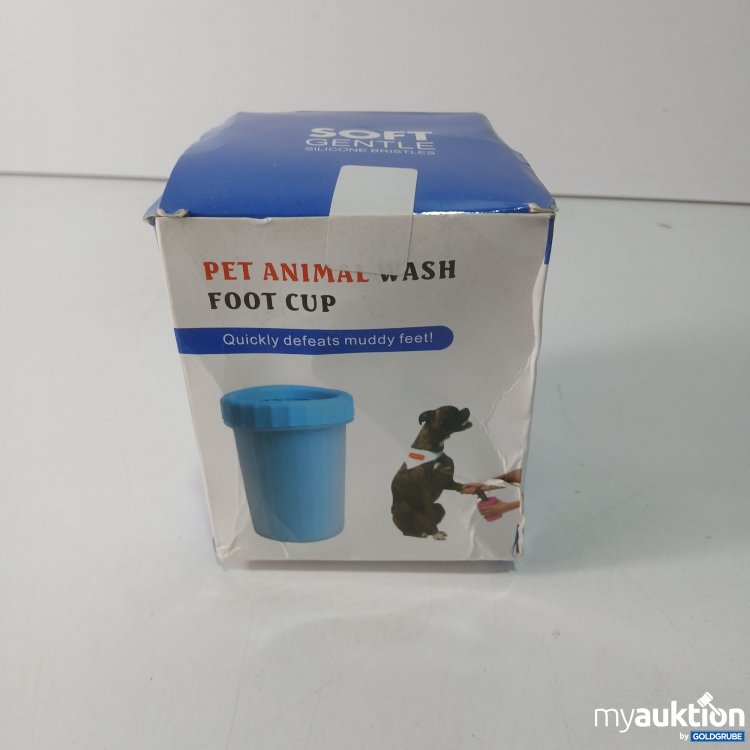 SOFT
GENTLE
SILICONE BRISTLES
PET ANIMAL WASH
FOOT CUP
Quickly defeats muddy feet!
myauktion
by GOLDGRUBE